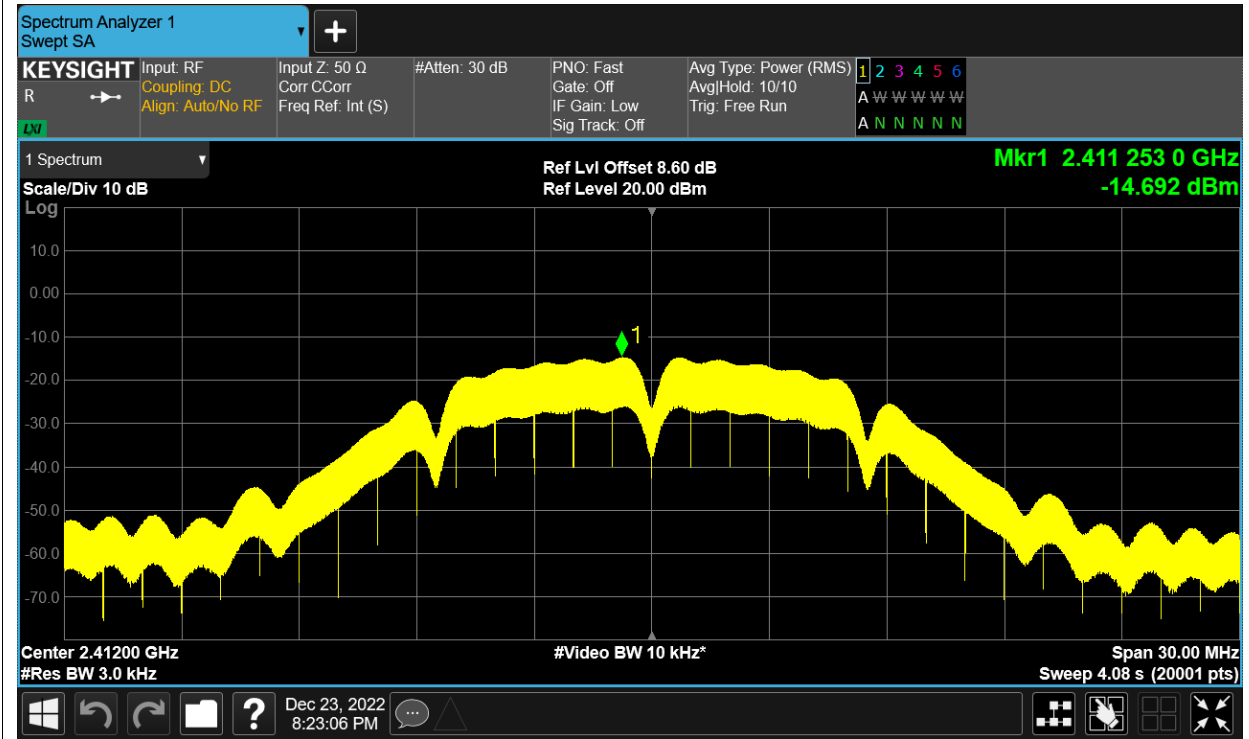 Spectrum Analyzer 1
Swept SA
+
KEYSIGHT
R
LXI
Input: RF
Coupling: DC
Align: Auto/No RF
Input Z: 50 Ω
Corr CCorr
Freq Ref: Int (S)
#Atten: 30 dB
PNO: Fast
Gate: Off
IF Gain: Low
Sig Track: Off
Avg Type: Power (RMS)
Avg|Hold: 10/10
Trig: Free Run
1 2 3 4 5 6
A W W W W W
A N N N N N
1 Spectrum
Scale/Div 10 dB
Log
Ref Lvl Offset 8.60 dB
Ref Level 20.00 dBm
Mkr1 2.411 253 0 GHz
-14.692 dBm
10.0
0.00
-10.0
1
-20.0
-30.0
-40.0
-50.0
-60.0
-70.0
Center 2.41200 GHz
#Res BW 3.0 kHz
#Video BW 10 kHz*
Span 30.00 MHz
Sweep 4.08 s (20001 pts)
?
Dec 23, 2022
8:23:06 PM